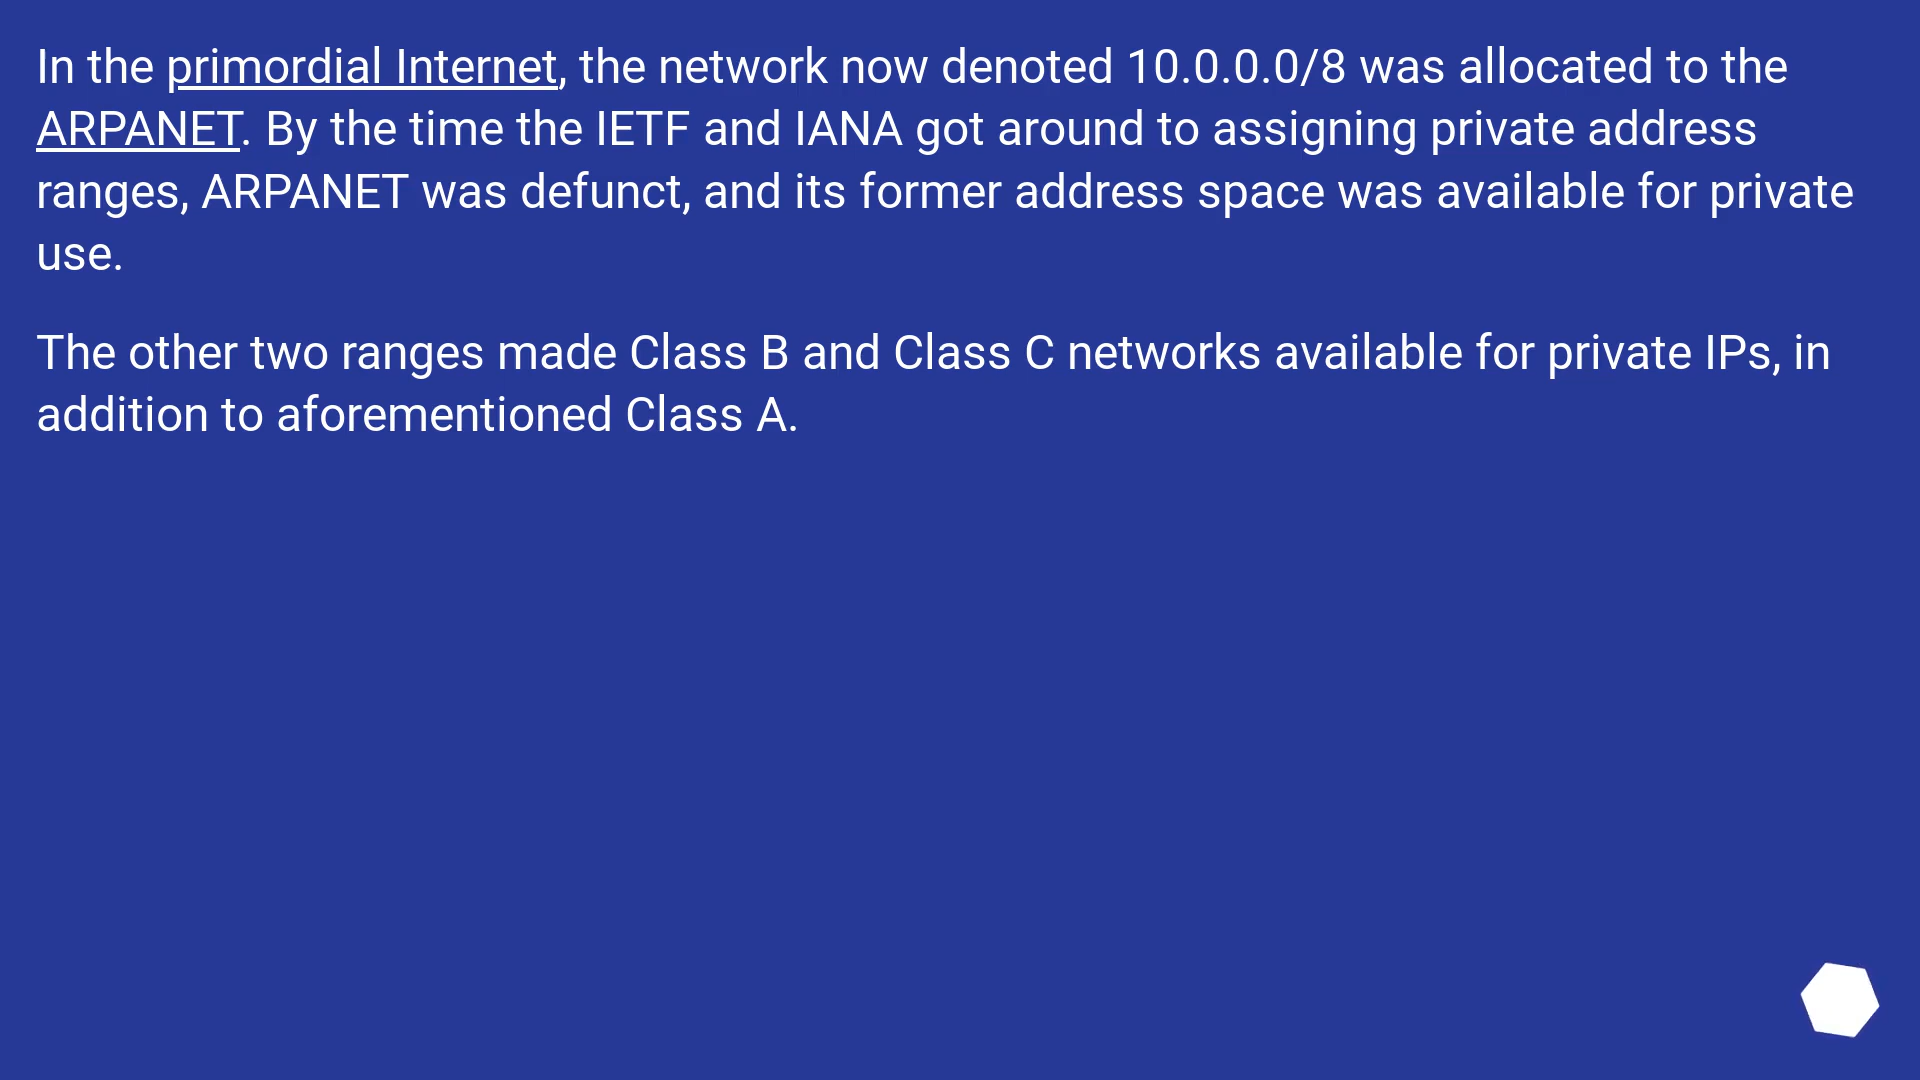 In the primordial Internet, the network now denoted 10.0.0.0/8 was allocated to the
ARPANET. By the time the IETF and IANA got around to assigning private address
ranges, ARPANET was defunct, and its former address space was available for private
use.
The other two ranges made Class B and Class C networks available for private IPs, in
addition to aforementioned Class A.